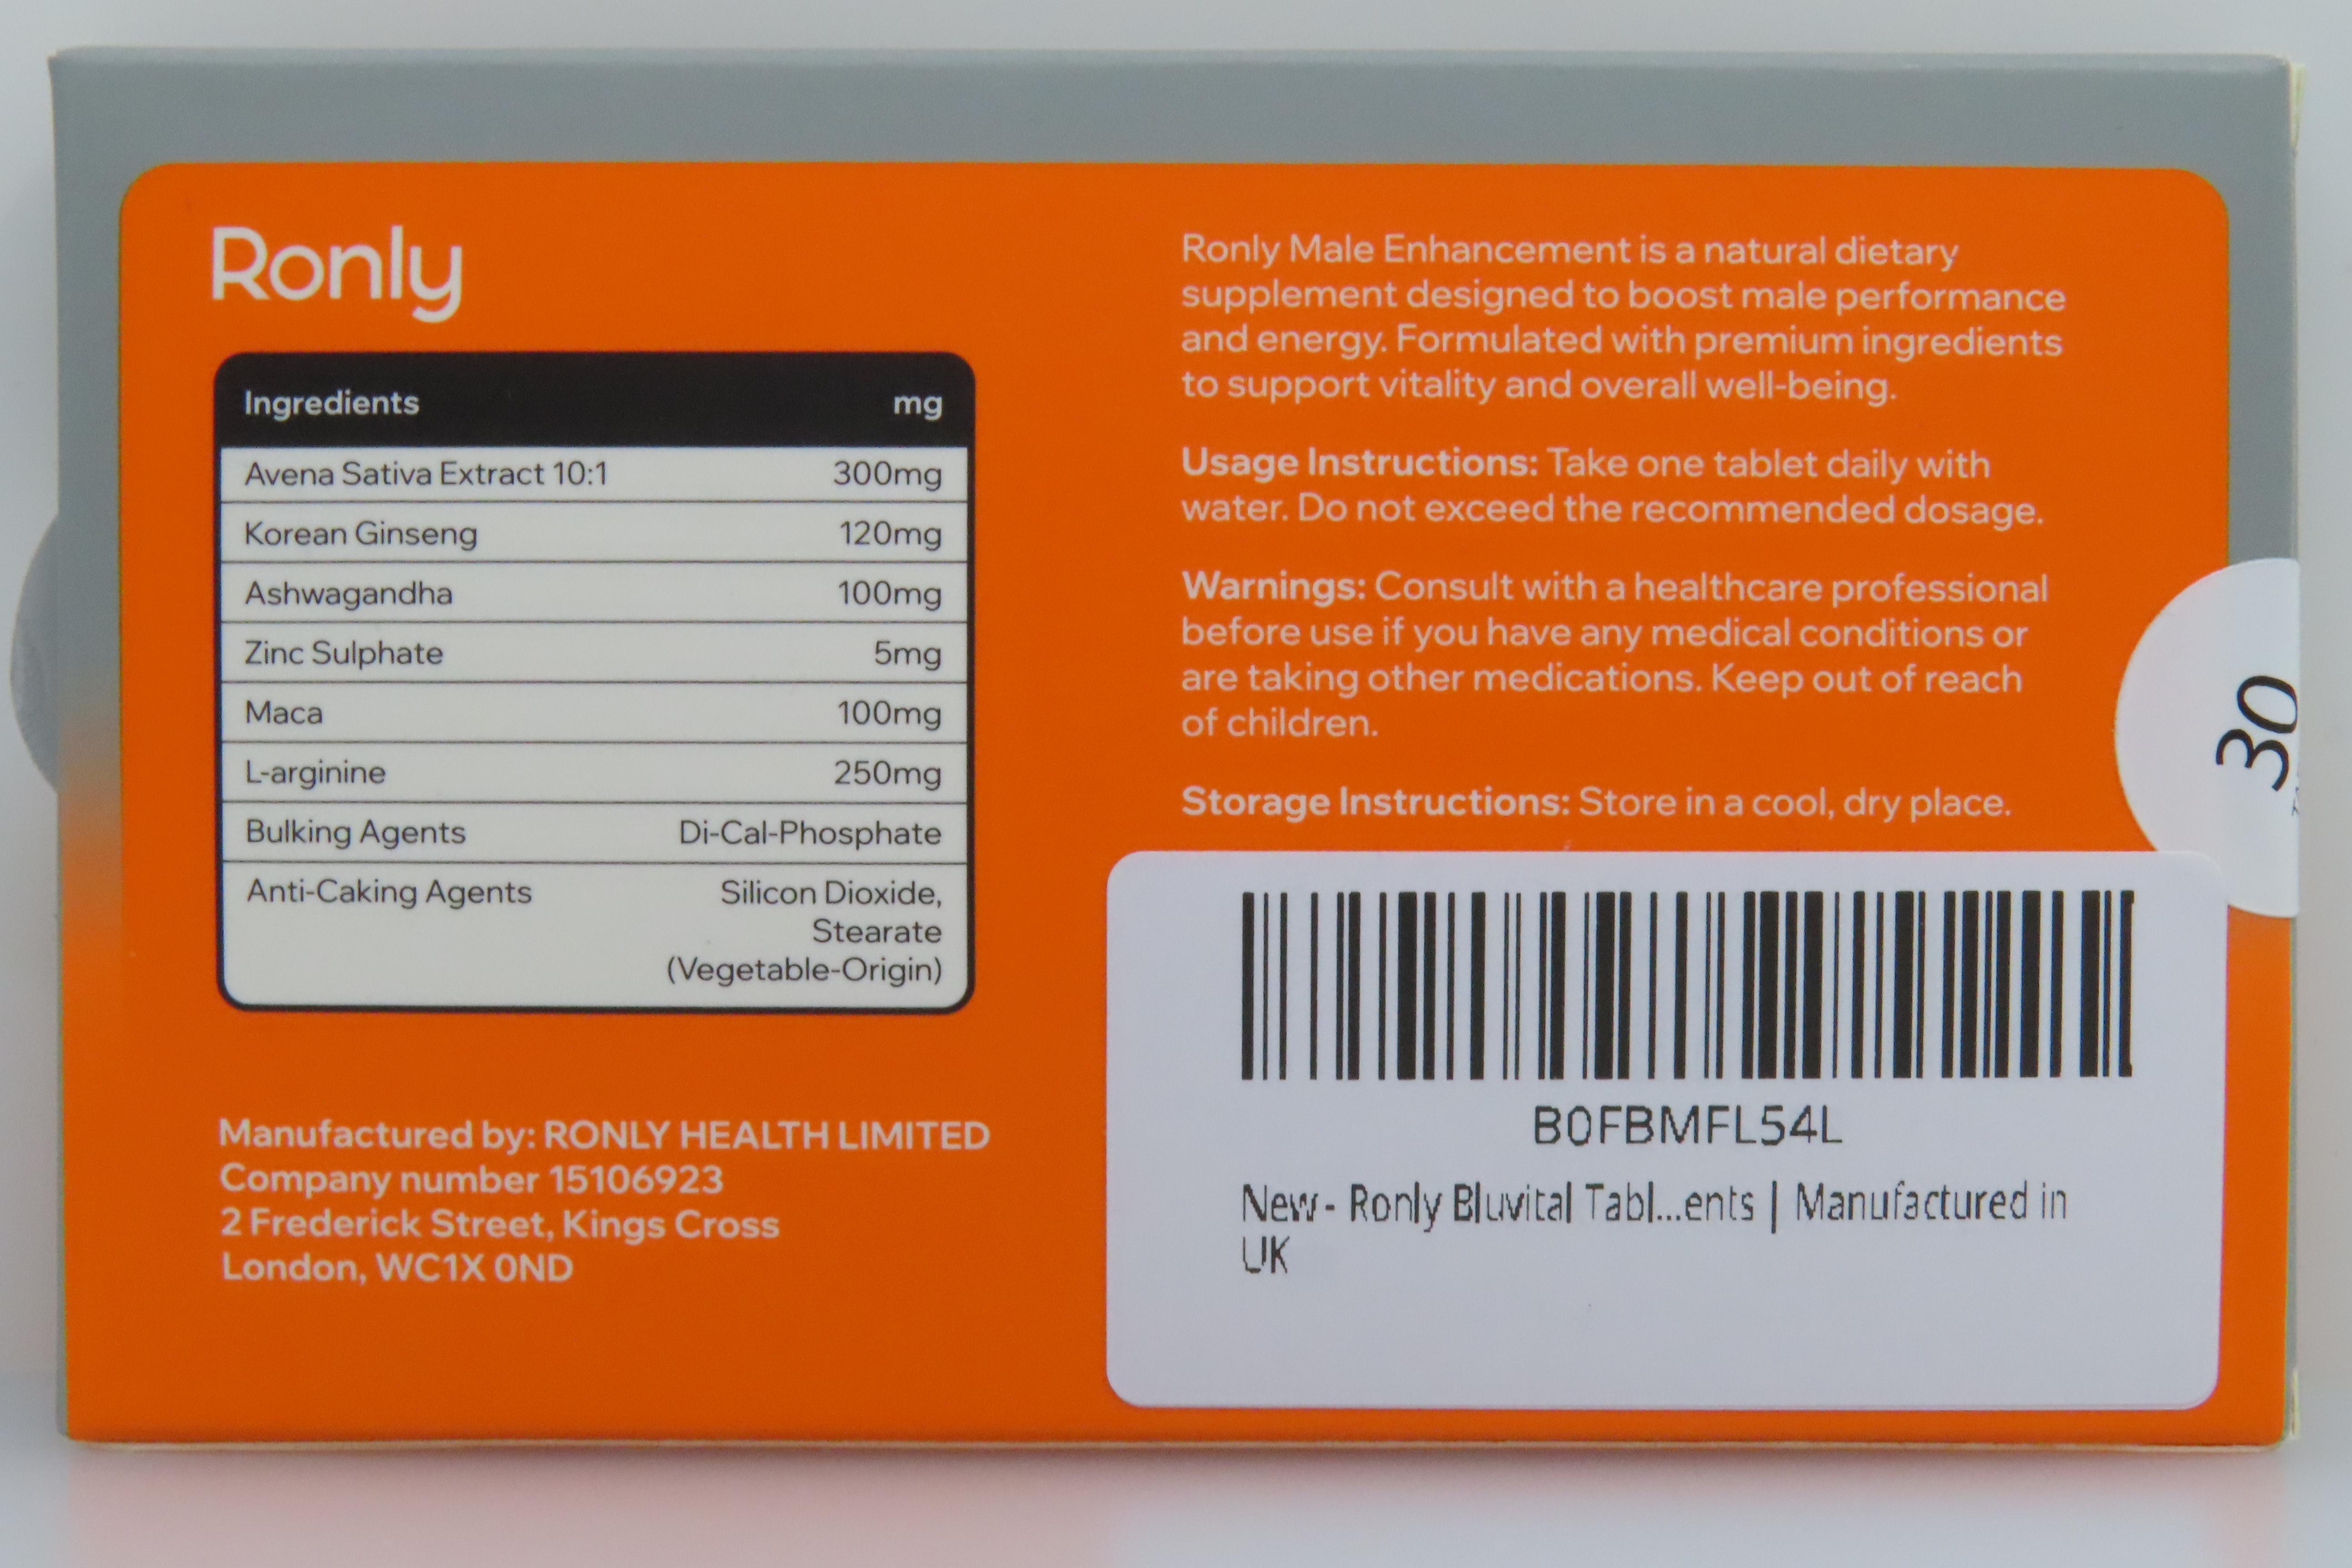 Ronly
Ingredients mg
Avena Sativa Extract 10:1 300mg
Korean Ginseng 120mg
Ashwagandha 100mg
Zinc Sulphate 5mg
Maca 100mg
L-arginine 250mg
Bulking Agents Di-Cal-Phosphate
Anti-Caking Agents Silicon Dioxide,
Stearate
(Vegetable-Origin)
Manufactured by: RONLY HEALTH LIMITED
Company number 15106923
2 Frederick Street, Kings Cross
London, WC1X 0ND
Ronly Male Enhancement is a natural dietary
supplement designed to boost male performance
and energy. Formulated with premium ingredients
to support vitality and overall well-being.
Usage Instructions: Take one tablet daily with
water. Do not exceed the recommended dosage.
Warnings: Consult with a healthcare professional
before use if you have any medical conditions or
are taking other medications. Keep out of reach
of children.
Storage Instructions: Store in a cool, dry place.
30
B0FBMFL54L
New- Ronly Bluvital Tabl...ents | Manufactured in
UK